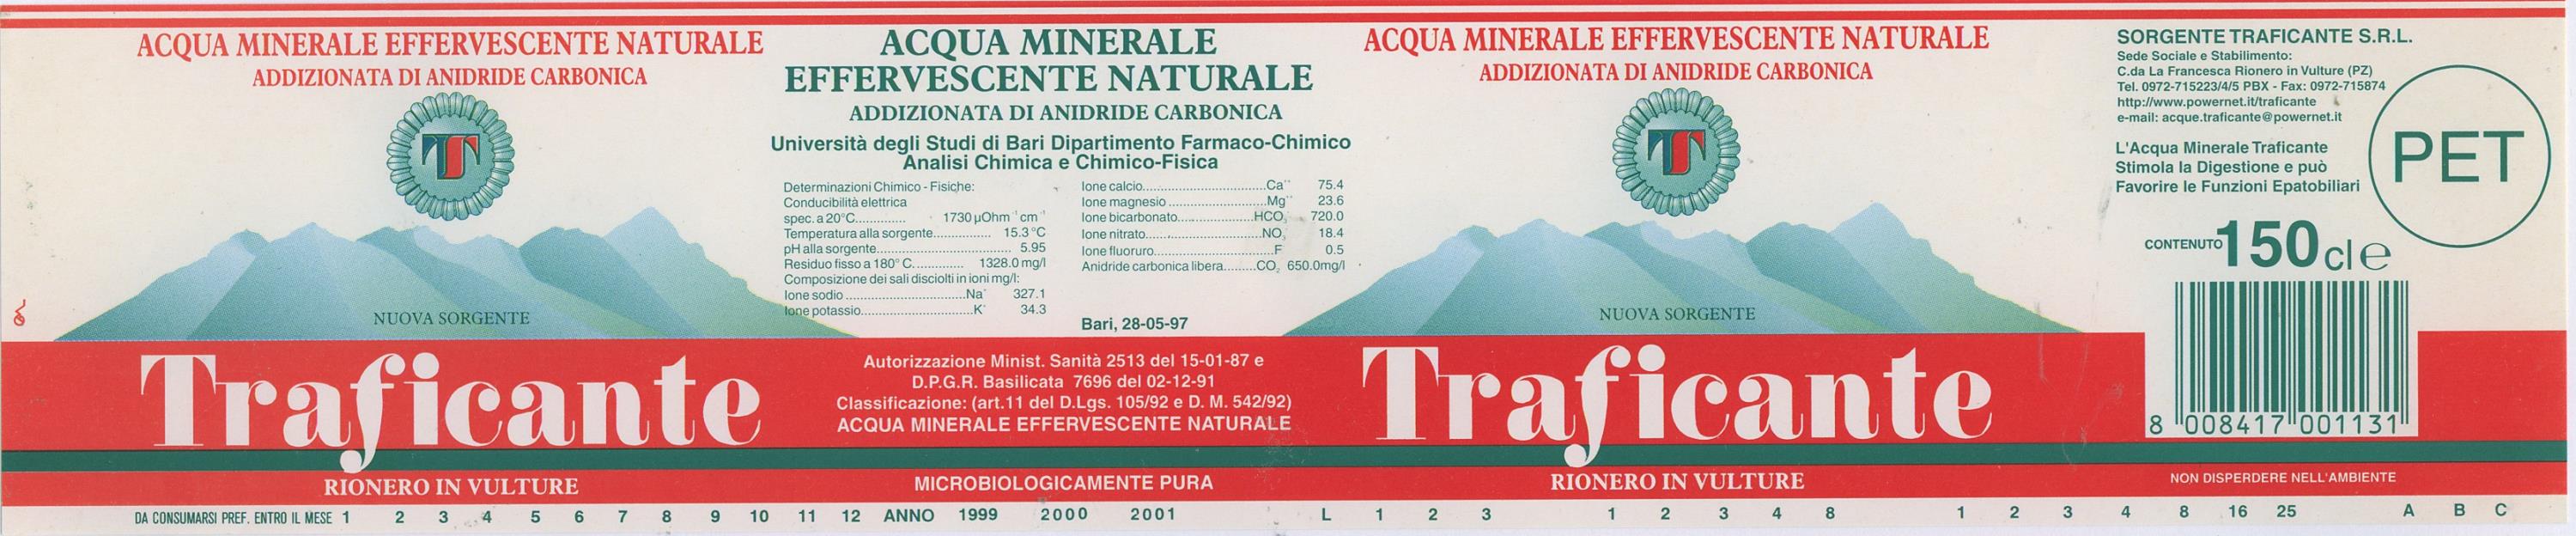 ACQUA MINERALE EFFERVESCENTE NATURALE
ADDIZIONATA DI ANIDRIDE CARBONICA
T
NUOVA SORGENTE
Traficante
RIONERO IN VULTURE
ACQUA MINERALE
EFFERVESCENTE NATURALE
ADDIZIONATA DI ANIDRIDE CARBONICA
Università degli Studi di Bari Dipartimento Farmaco-Chimico
Analisi Chimica e Chimico-Fisica
Determinazioni Chimico - Fisiche:
Conducibilità elettrica
spec. a 20°C.............. 1730 µOhm⁻¹ cm⁻¹
Temperatura alla sorgente.............. 15.3 °C
pH alla sorgente................................ 5.95
Residuo fisso a 180° C............. 1328.0 mg/l
Composizione dei sali disciolti in ioni mg/l:
Ione sodio ..............................Na⁺ 327.1
Ione potassio............................K⁺ 34.3
Ione calcio...............................Ca⁺⁺ 75.4
Ione magnesio .........................Mg⁺⁺ 23.6
Ione bicarbonato...................HCO₃⁻ 720.0
Ione nitrato.............................NO₃⁻ 18.4
Ione fluoruro..............................F⁻ 0.5
Anidride carbonica libera.........CO₂ 650.0mg/l
Bari, 28-05-97
Autorizzazione Minist. Sanità 2513 del 15-01-87 e
D.P.G.R. Basilicata 7696 del 02-12-91
Classificazione: (art.11 del D.Lgs. 105/92 e D. M. 542/92)
ACQUA MINERALE EFFERVESCENTE NATURALE
MICROBIOLOGICAMENTE PURA
ACQUA MINERALE EFFERVESCENTE NATURALE
ADDIZIONATA DI ANIDRIDE CARBONICA
T
NUOVA SORGENTE
Traficante
RIONERO IN VULTURE
SORGENTE TRAFICANTE S.R.L.
Sede Sociale e Stabilimento:
C.da La Francesca Rionero in Vulture (PZ)
Tel. 0972-715223/4/5 PBX - Fax: 0972-715874
http://www.powernet.it/traficante
e-mail: acque.traficante@powernet.it
L'Acqua Minerale Traficante
Stimola la Digestione e può
Favorire le Funzioni Epatobiliari
PET
CONTENUTO 150 cl e
8 008417 001131
NON DISPERDERE NELL'AMBIENTE
DA CONSUMARSI PREF. ENTRO IL MESE 1 2 3 4 5 6 7 8 9 10 11 12 ANNO 1999 2000 2001 L 1 2 3 1 2 3 4 8 1 2 3 4 8 16 25 A B C